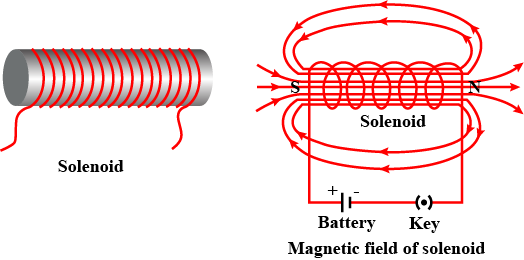 Solenoid
S N
Solenoid
+ -
Battery Key
Magnetic field of solenoid